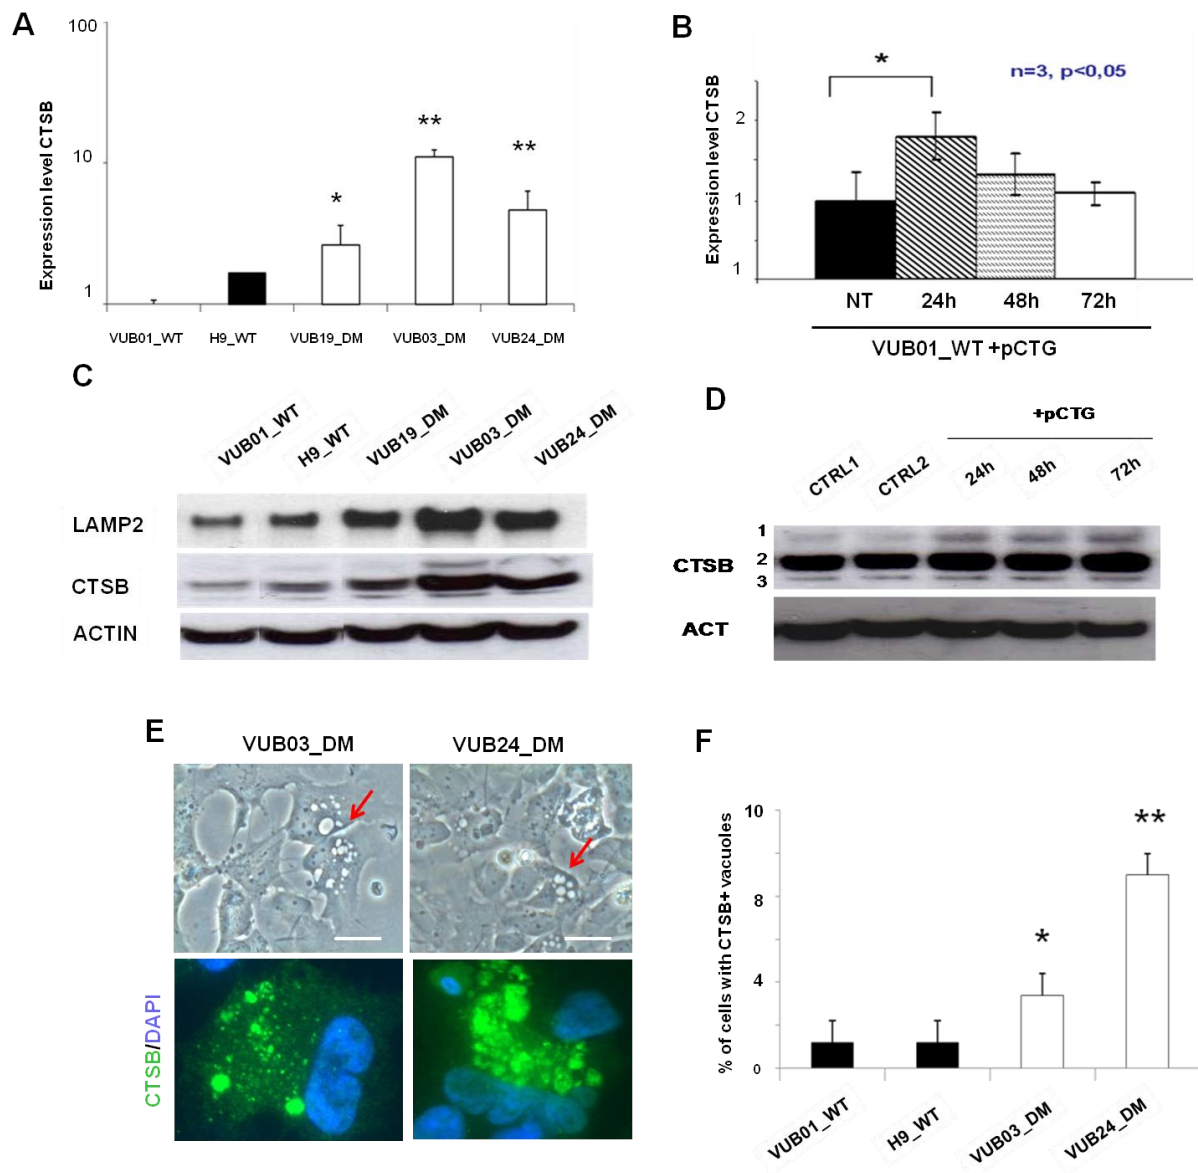 A
100
10
1
Expression level CTSB
*
**
**
VUB01_WT H9_WT VUB19_DM VUB03_DM VUB24_DM
B
n=3, p<0,05
*
Expression level CTSB
2
1
1
NT 24h 48h 72h
VUB01_WT +pCTG
C
VUB01_WT H9_WT VUB19_DM VUB03_DM VUB24_DM
LAMP2
CTSB
ACTIN
D
+pCTG
CTRL1 CTRL2 24h 48h 72h
1
CTSB 2
3
ACT
E
VUB03_DM VUB24_DM
CTSB/DAPI
F
% of cells with CTSB+ vacuoles
10
8
4
0
*
**
VUB01_WT H9_WT VUB03_DM VUB24_DM